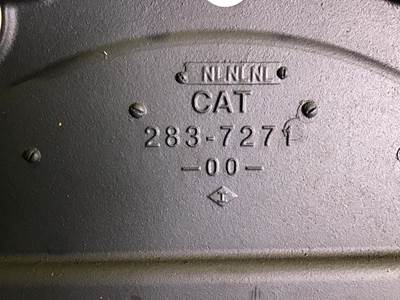 NLNLNL
CAT
283-7271
-00-
I